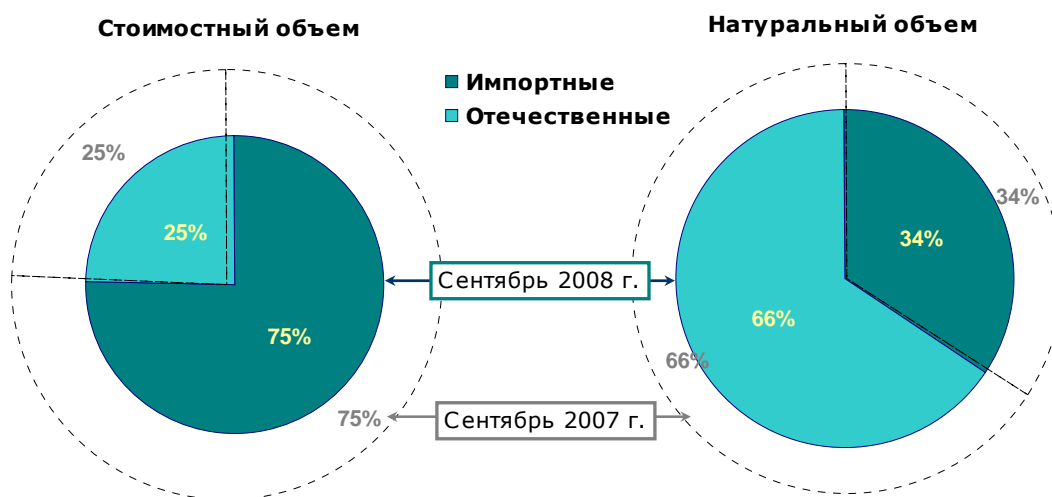 Стоимостный объем
Натуральный объем
Импортные
Отечественные
25%
25%
75%
75%
34%
34%
66%
66%
Сентябрь 2008 г.
Сентябрь 2007 г.